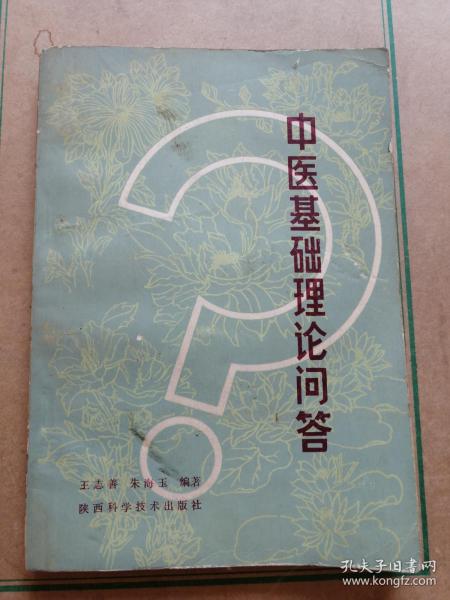 中医基础理论问答
王志善 朱海玉 编著
陕西科学技术出版社
孔夫子旧书网
www.kongfz.com